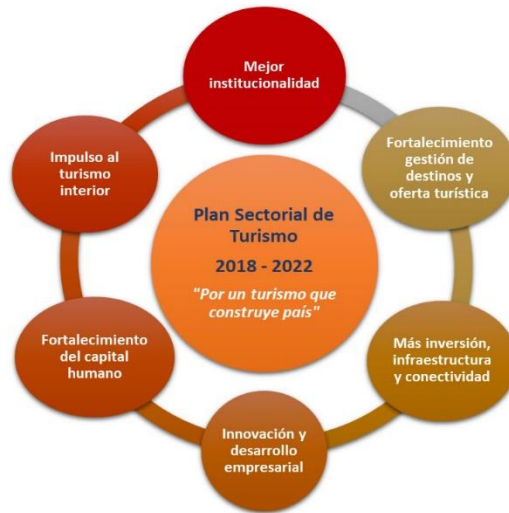 Mejor
institucionalidad
Fortalecimiento
gestión de
destinos y
oferta turística
Más inversión,
infraestructura
y conectividad
Innovación y
desarrollo
empresarial
Fortalecimiento
del capital
humano
Impulso al
turismo
interior
Plan Sectorial de
Turismo
2018 - 2022
"Por un turismo que
construye país"